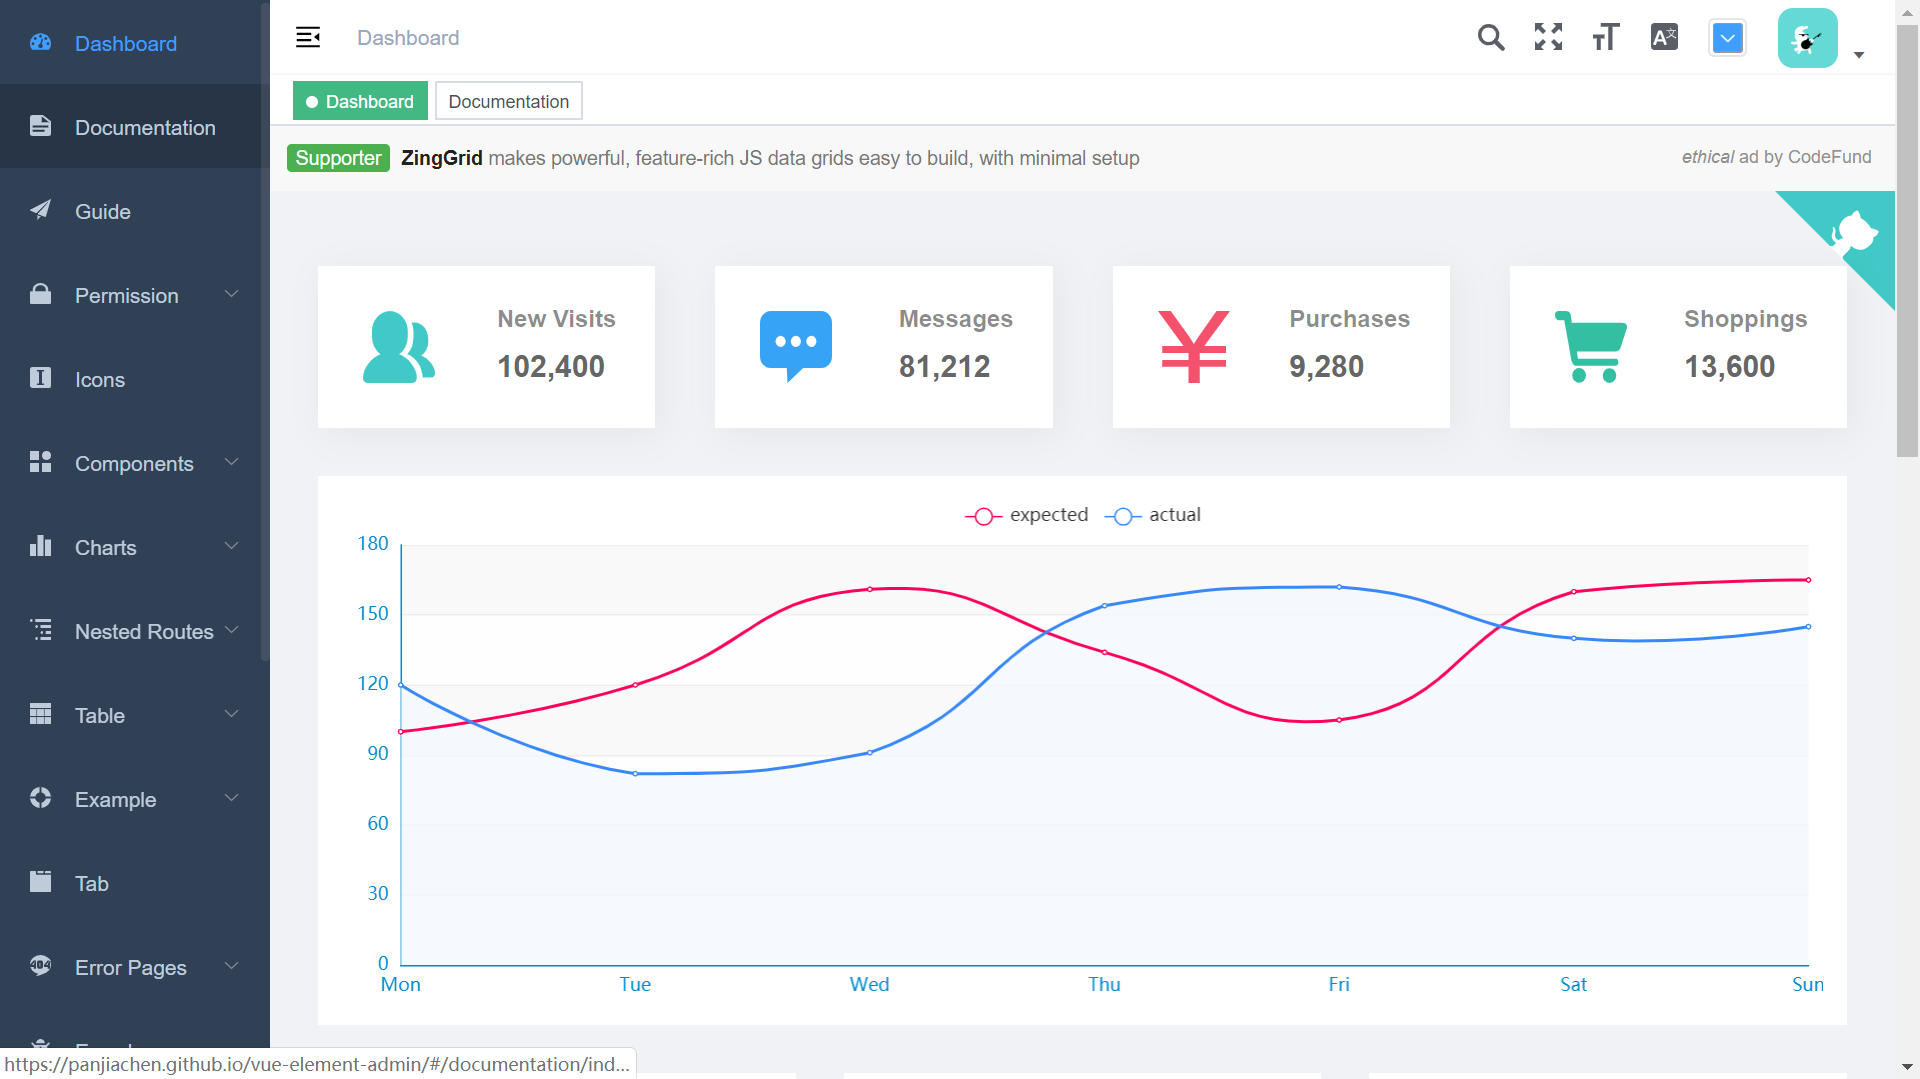 Dashboard
Documentation
Guide
Permission
Icons
Components
Charts
Nested Routes
Table
Example
Tab
Error Pages
Dashboard
Dashboard
Documentation
Supporter ZingGrid makes powerful, feature-rich JS data grids easy to build, with minimal setup
ethical ad by CodeFund
New Visits
102,400
Messages
81,212
Purchases
9,280
Shoppings
13,600
expected actual
180
150
120
90
60
30
0
Mon Tue Wed Thu Fri Sat Sun
https://panjiachen.github.io/vue-element-admin/#/documentation/ind...